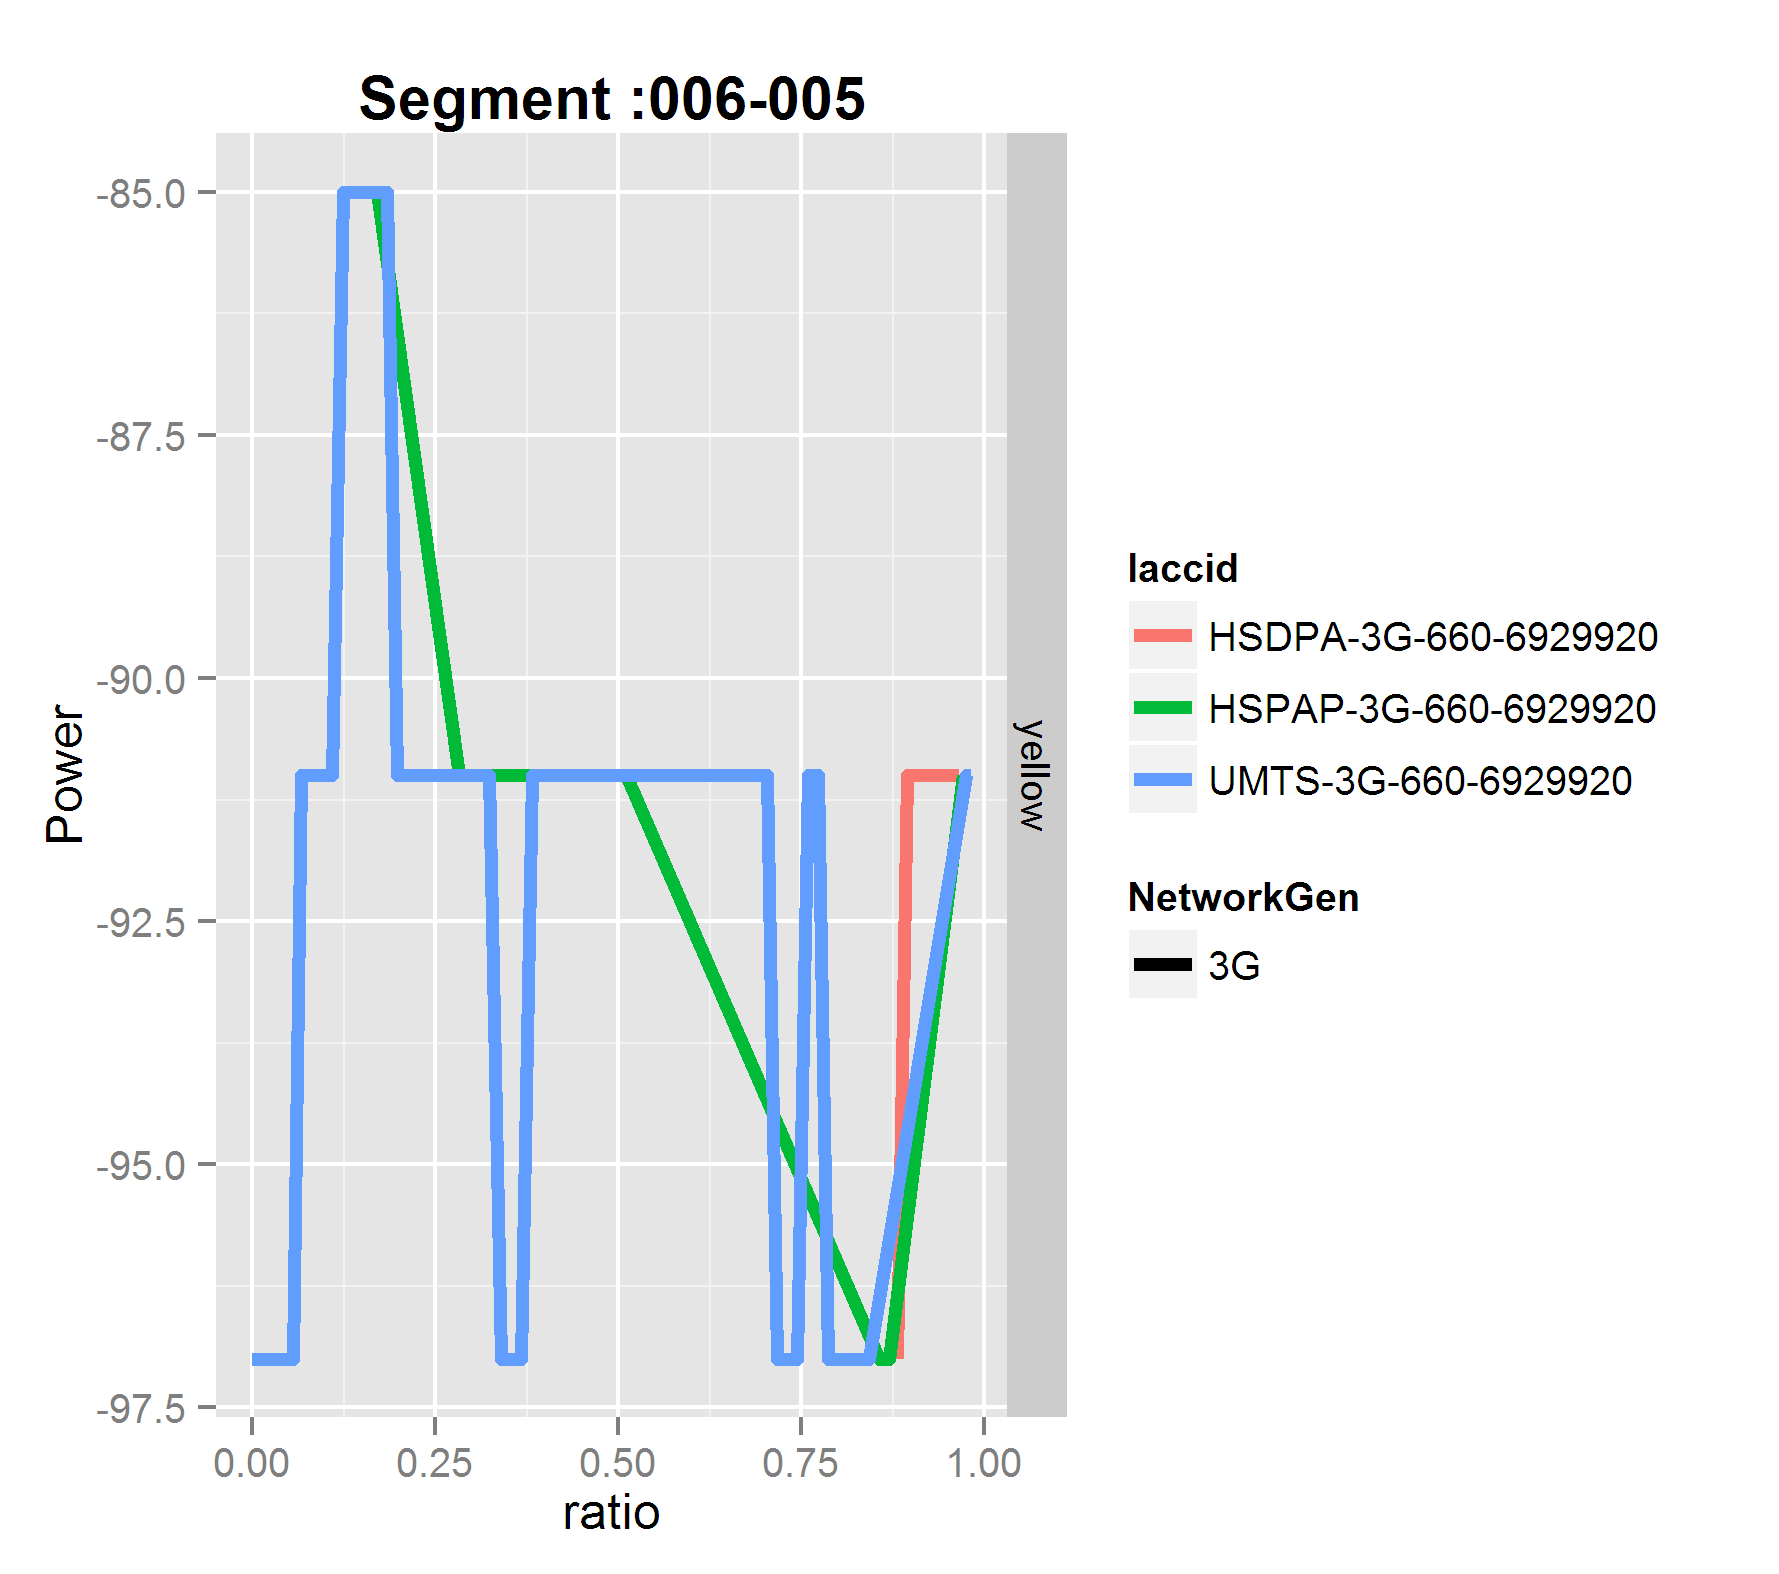 Segment :006-005
-85.0
-87.5
-90.0
-92.5
-95.0
-97.5
Power
0.00 0.25 0.50 0.75 1.00
ratio
yellow
laccid
HSDPA-3G-660-6929920
HSPAP-3G-660-6929920
UMTS-3G-660-6929920
NetworkGen
3G